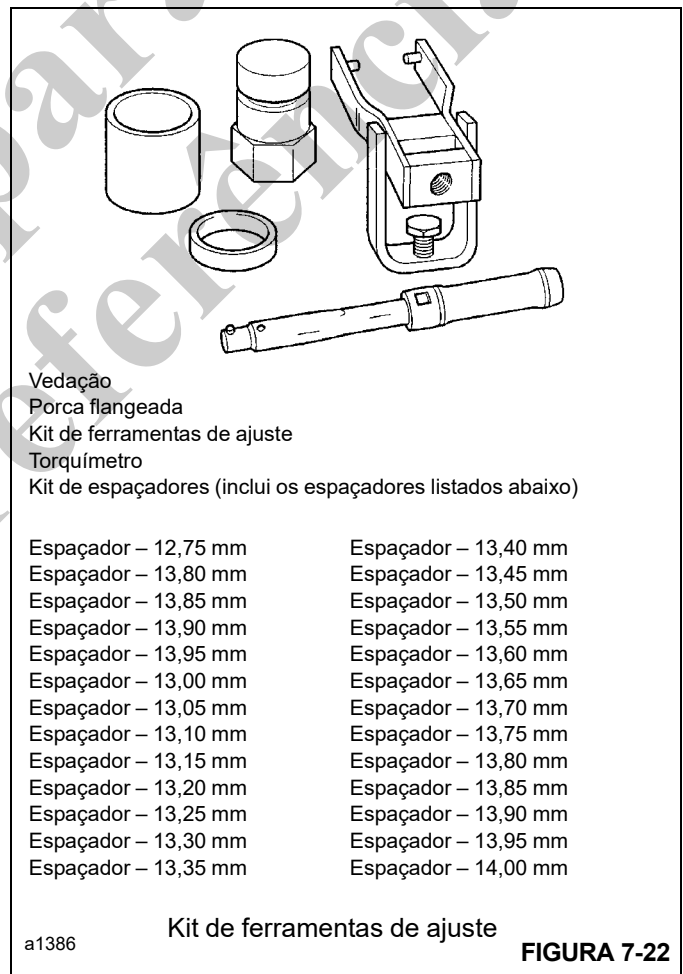 Vedação
Porca flangeada
Kit de ferramentas de ajuste
Torquímetro
Kit de espaçadores (inclui os espaçadores listados abaixo)
Espaçador – 12,75 mm
Espaçador – 13,80 mm
Espaçador – 13,85 mm
Espaçador – 13,90 mm
Espaçador – 13,95 mm
Espaçador – 13,00 mm
Espaçador – 13,05 mm
Espaçador – 13,10 mm
Espaçador – 13,15 mm
Espaçador – 13,20 mm
Espaçador – 13,25 mm
Espaçador – 13,30 mm
Espaçador – 13,35 mm
Espaçador – 13,40 mm
Espaçador – 13,45 mm
Espaçador – 13,50 mm
Espaçador – 13,55 mm
Espaçador – 13,60 mm
Espaçador – 13,65 mm
Espaçador – 13,70 mm
Espaçador – 13,75 mm
Espaçador – 13,80 mm
Espaçador – 13,85 mm
Espaçador – 13,90 mm
Espaçador – 13,95 mm
Espaçador – 14,00 mm
Kit de ferramentas de ajuste
a1386
FIGURA 7-22